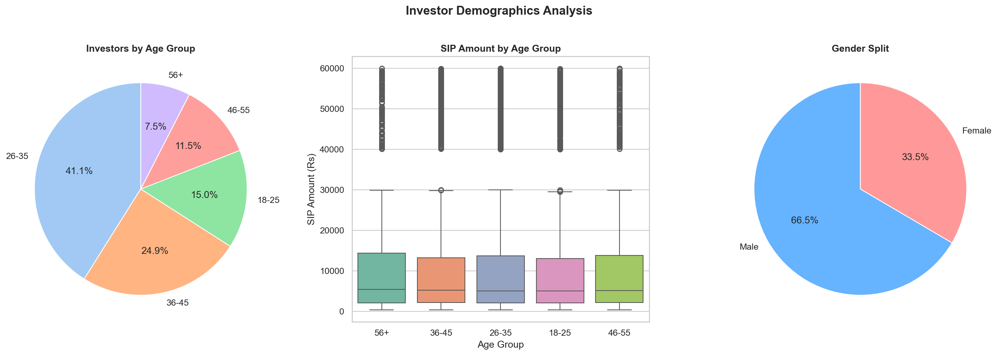 Investor Demographics Analysis
Investors by Age Group
56+
46-55
7.5%
11.5%
26-35
41.1%
15.0%
18-25
24.9%
36-45
SIP Amount by Age Group
SIP Amount (Rs)
60000
50000
40000
30000
20000
10000
0
56+ 36-45 26-35 18-25 46-55
Age Group
Gender Split
Female
33.5%
66.5%
Male